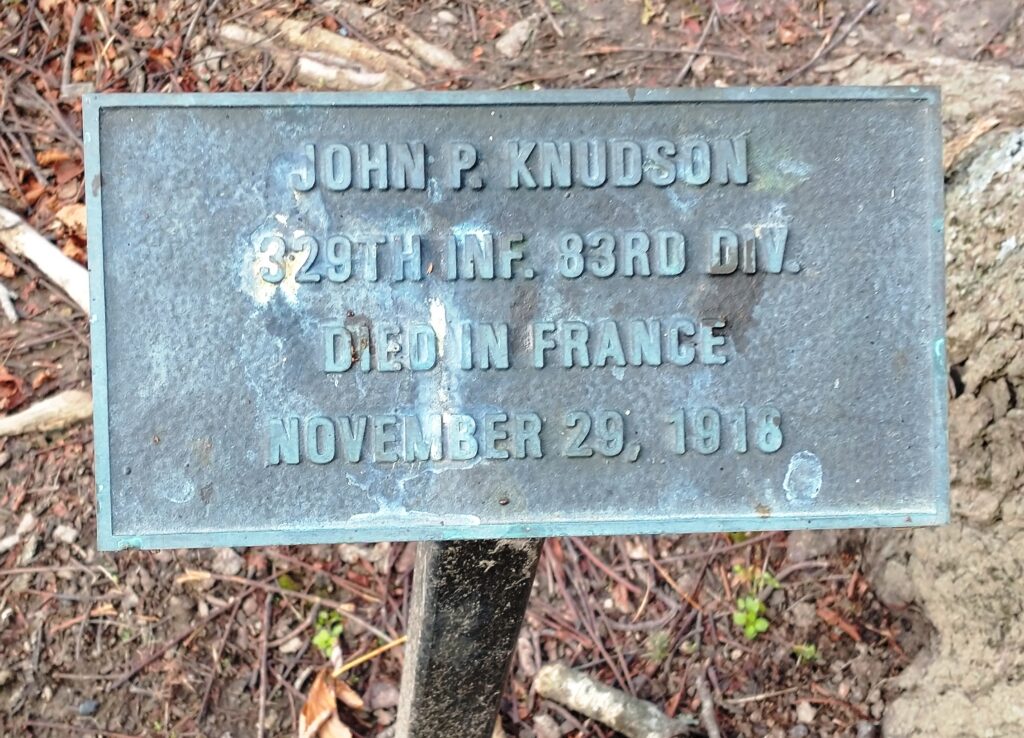 JOHN P. KNUDSON
329TH INF. 83RD DIV.
DIED IN FRANCE
NOVEMBER 29, 1918